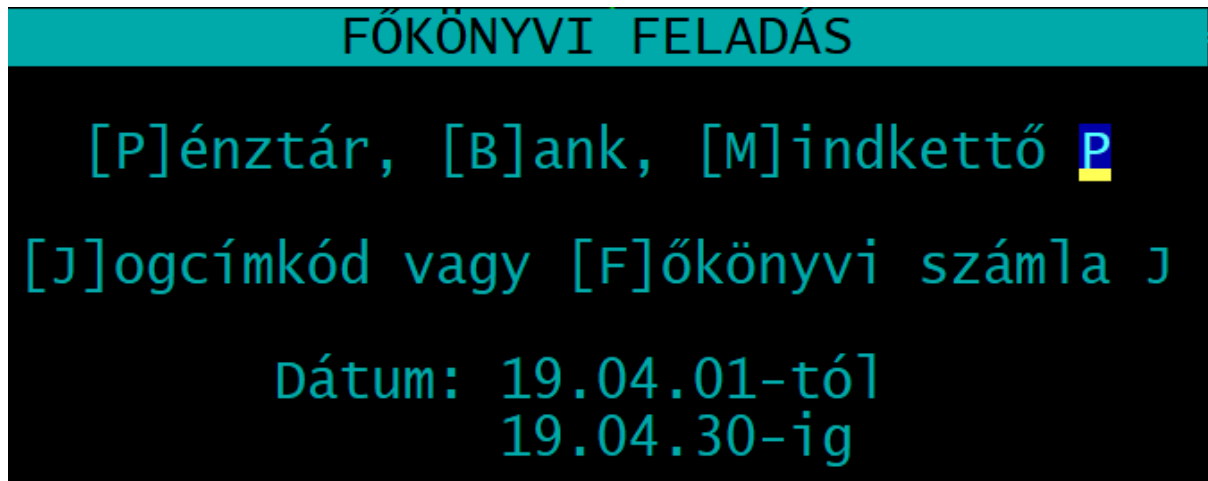 FŐKÖNYVI FELADÁS
[P]énztár, [B]ank, [M]indkettő P
[J]ogcímkód vagy [F]őkönyvi számla J
Dátum: 19.04.01-tól
19.04.30-ig